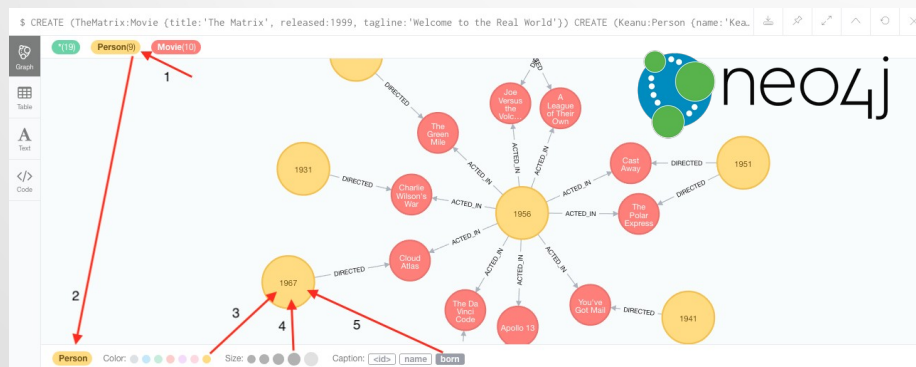 $ CREATE (TheMatrix:Movie {title:'The Matrix', released:1999, tagline:'Welcome to the Real World'}) CREATE (Keanu:Person {name:'Kea…
*(19) Person(9) Movie(10)
1
Graph
Table
A
Text
</>
Code
neo4j
DIRECTED
Joe
Versus
the
Volc...
A
League
of Their
Own
The
Green
Mile
ACTED_IN
ACTED_IN
ACTED_IN
1931
DIRECTED
Charlie
Wilson's
War
ACTED_IN
1956
ACTED_IN
Cast
Away
DIRECTED
1951
ACTED_IN
The
Polar
Express
DIRECTED
ACTED_IN
Cloud
Atlas
DIRECTED
1967
ACTED_IN
The Da
Vinci
Code
ACTED_IN
Apollo 13
ACTED_IN
You've
Got Mail
DIRECTED
1941
2
3
4
5
Person Color: Size: Caption: <id> name born